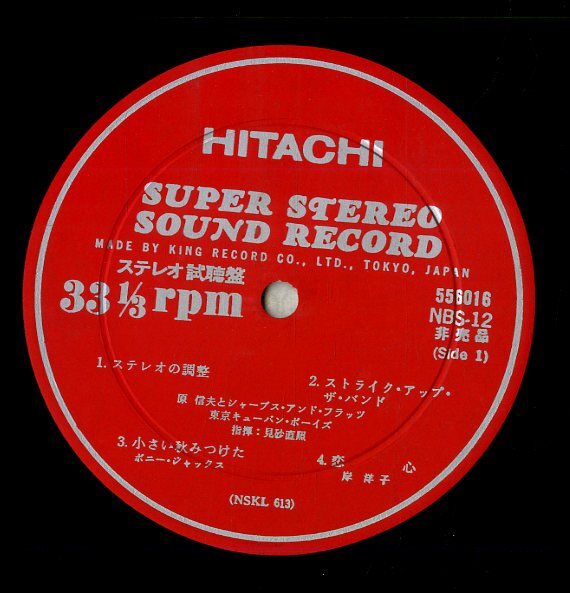 HITACHI
SUPER STEREO
SOUND RECORD
MADE BY KING RECORD CO., LTD., TOKYO, JAPAN
ステレオ試聴盤
33 1/3 rpm
556016
NBS-12
非売品
(Side 1)
1. ステレオの調整
2. ストライク・アップ・
ザ・バンド
原 信夫とシャープス・アンド・フラッツ
東京キューバン・ボーイズ
指揮：見砂直照
3. 小さい秋みつけた
ボニー・ジャックス
4. 恋 心
岸 洋子
(NSKL 613)